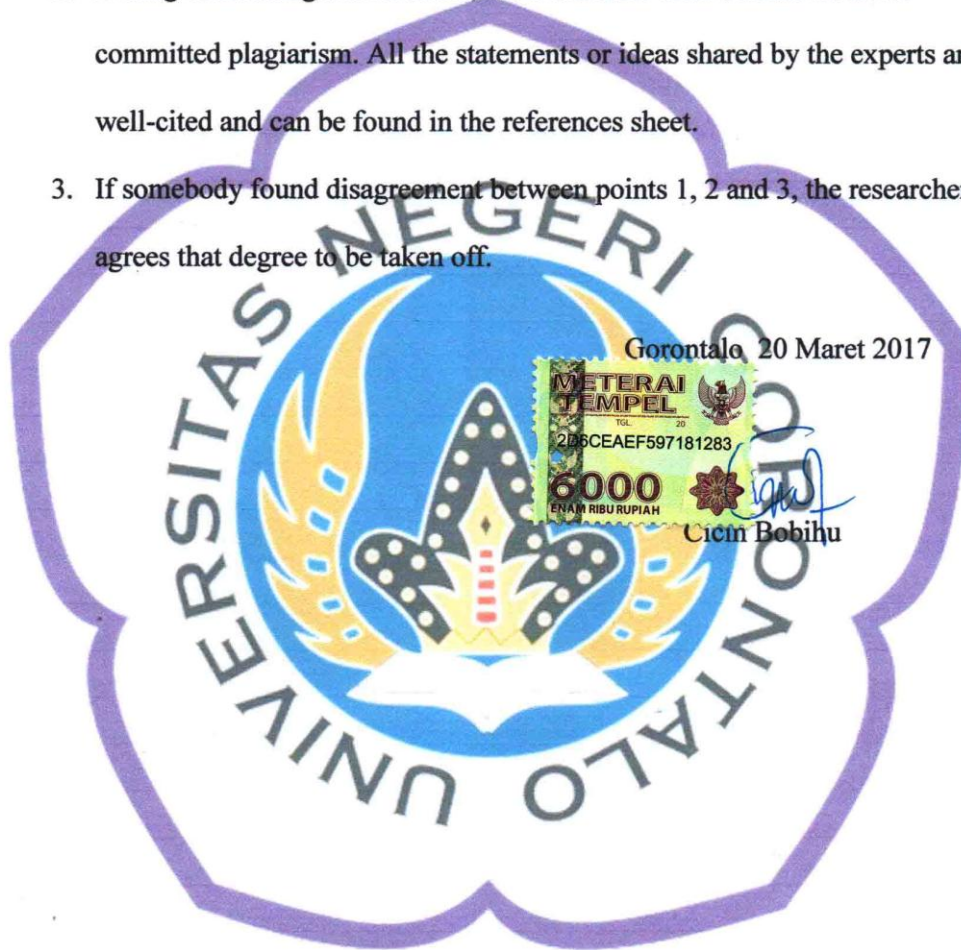 committed plagiarism. All the statements or ideas shared by the experts
well-cited and can be found in the references sheet.
3. If somebody found disagreement between points 1, 2 and 3, the researcher
agrees that degree to be taken off.
Gorontalo 20 Maret 2017
METERAI
TEMPEL
TGL. 20
2D6CEAEF597181283
6000
ENAM RIBU RUPIAH
Cicin Bobihu
UNIVERSITAS NEGERI GORONTALO